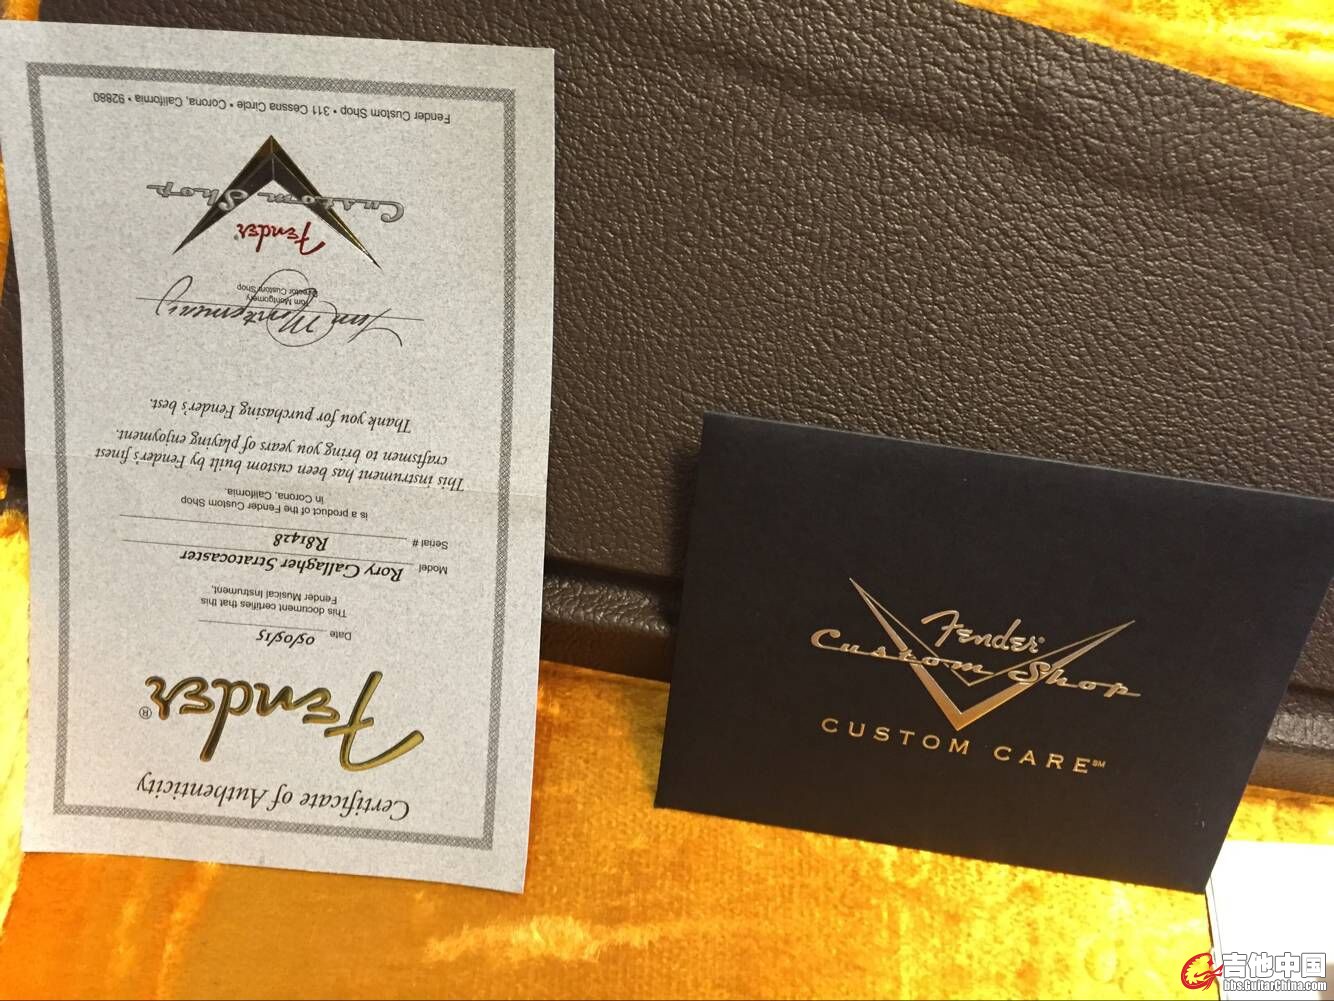 Certificate of Authenticity
Fender®
Date 05/05/15
This document certifies that this
Fender Musical Instrument,
Model Rory Gallagher Stratocaster
Serial # R81428
is a product of the Fender Custom Shop
in Corona, California.
This instrument has been custom built by Fender's finest
craftsmen to bring you years of playing enjoyment.
Thank you for purchasing Fender's best.
Tom Montgomery
Tom Montgomery
Director Custom Shop
Fender®
Custom Shop
Fender Custom Shop • 311 Cessna Circle • Corona, California • 92880
Fender®
Custom Shop
CUSTOM CARE℠
吉他中国
bbs.GuitarChina.com